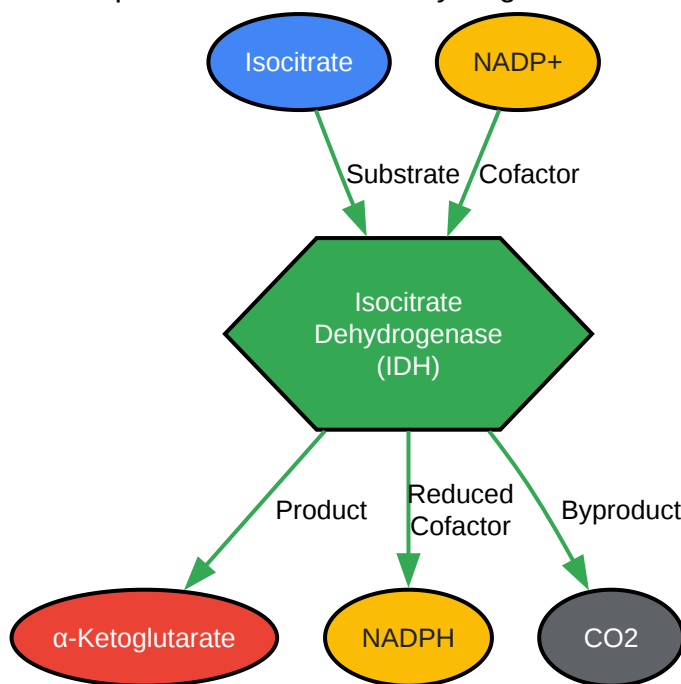 Isocitrate
NADP+
Substrate
Cofactor
Isocitrate
Dehydrogenase
(IDH)
Product
Reduced
Cofactor
Byproduct
α-Ketoglutarate
NADPH
CO2